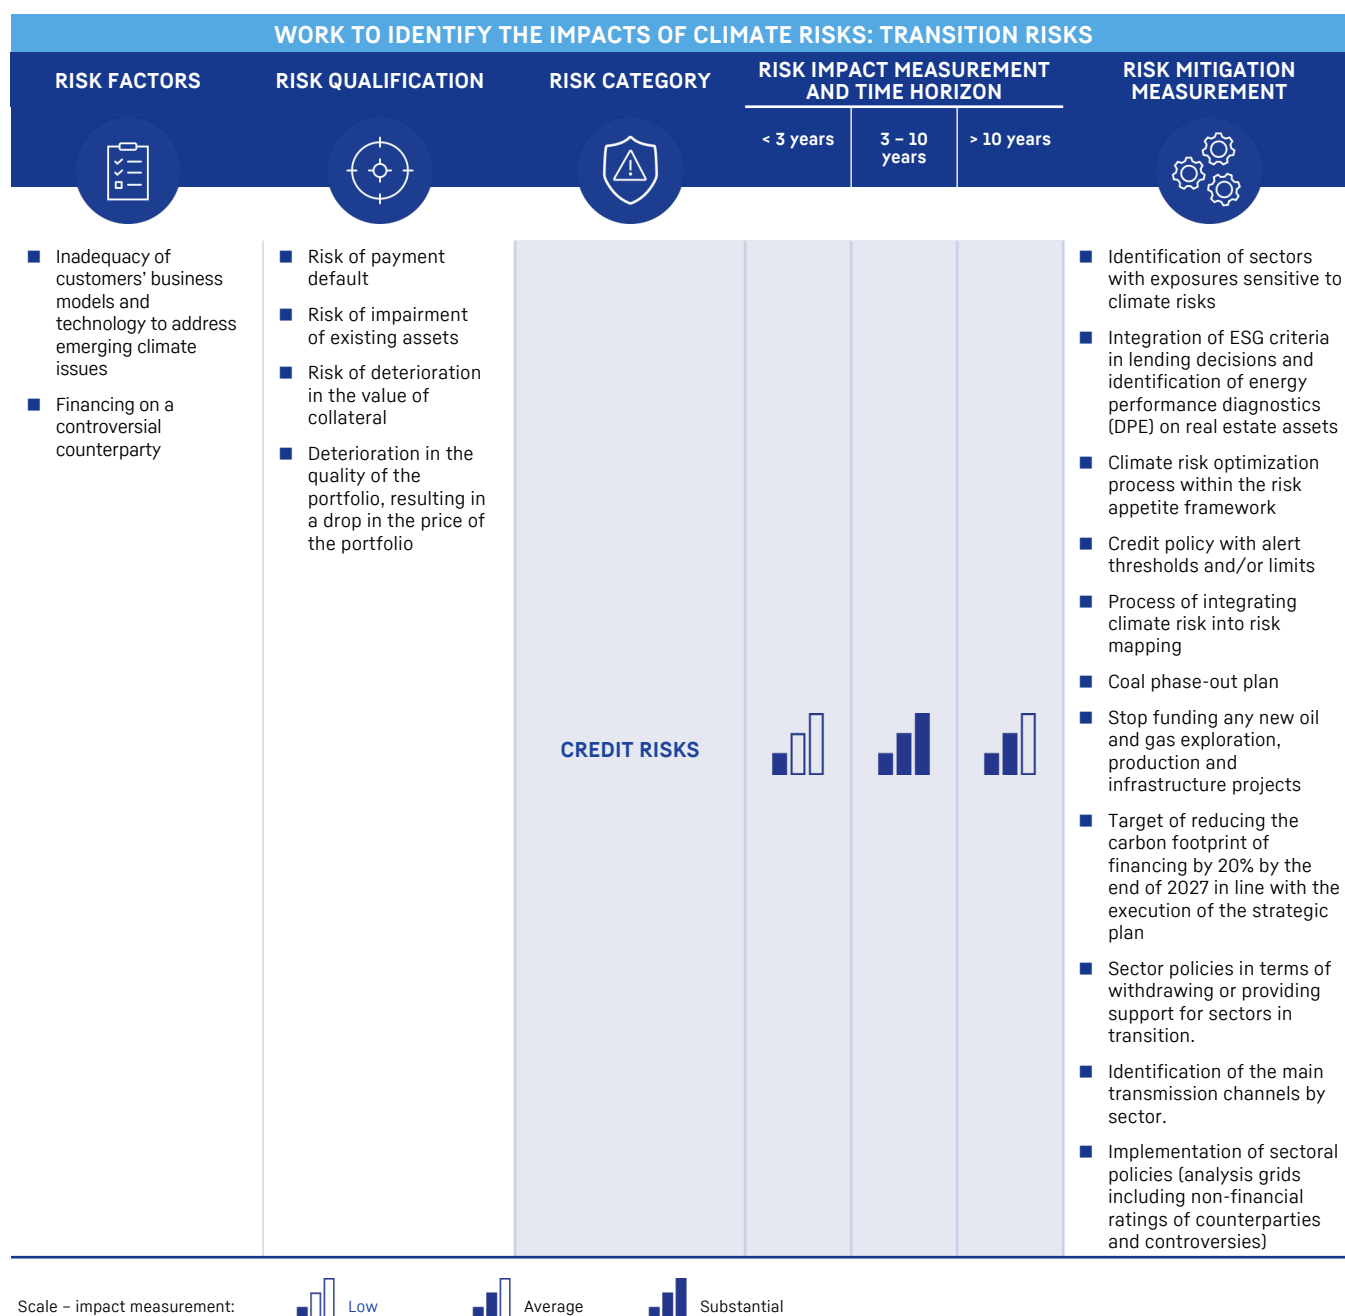 WORK TO IDENTIFY THE IMPACTS OF CLIMATE RISKS: TRANSITION RISKS
RISK FACTORS
RISK QUALIFICATION
RISK CATEGORY
RISK IMPACT MEASUREMENT
AND TIME HORIZON
RISK MITIGATION
MEASUREMENT
< 3 years
3 – 10
years
> 10 years
■ Inadequacy of
customers’ business
models and
technology to address
emerging climate
issues
■ Financing on a
controversial
counterparty
■ Risk of payment
default
■ Risk of impairment
of existing assets
■ Risk of deterioration
in the value of
collateral
■ Deterioration in the
quality of the
portfolio, resulting in
a drop in the price of
the portfolio
CREDIT RISKS
■ Identification of sectors
with exposures sensitive to
climate risks
■ Integration of ESG criteria
in lending decisions and
identification of energy
performance diagnostics
(DPE) on real estate assets
■ Climate risk optimization
process within the risk
appetite framework
■ Credit policy with alert
thresholds and/or limits
■ Process of integrating
climate risk into risk
mapping
■ Coal phase-out plan
■ Stop funding any new oil
and gas exploration,
production and
infrastructure projects
■ Target of reducing the
carbon footprint of
financing by 20% by the
end of 2027 in line with the
execution of the strategic
plan
■ Sector policies in terms of
withdrawing or providing
support for sectors in
transition.
■ Identification of the main
transmission channels by
sector.
■ Implementation of sectoral
policies (analysis grids
including non-financial
ratings of counterparties
and controversies)
Scale – impact measurement:
Low
Average
Substantial